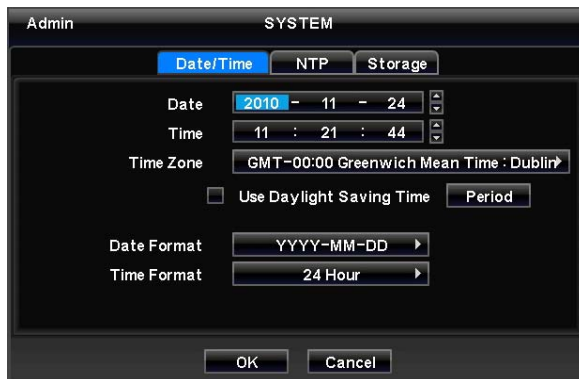 Admin SYSTEM
Date/Time NTP Storage
Date 2010 - 11 - 24
Time 11 : 21 : 44
Time Zone GMT-00:00 Greenwich Mean Time : Dublin
Use Daylight Saving Time Period
Date Format YYYY-MM-DD
Time Format 24 Hour
OK Cancel